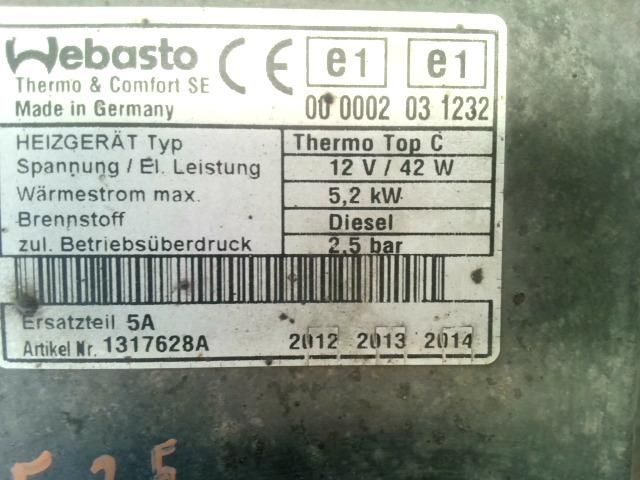 Webasto
Thermo & Comfort SE
Made in Germany
CE e1 e1
00 0002 03 1232
HEIZGERÄT Typ Thermo Top C
Spannung / El. Leistung 12 V / 42 W
Wärmestrom max. 5,2 kW
Brennstoff Diesel
zul. Betriebsüberdruck 2,5 bar
Ersatzteil 5A
Artikel Nr. 1317628A 2012 2013 2014